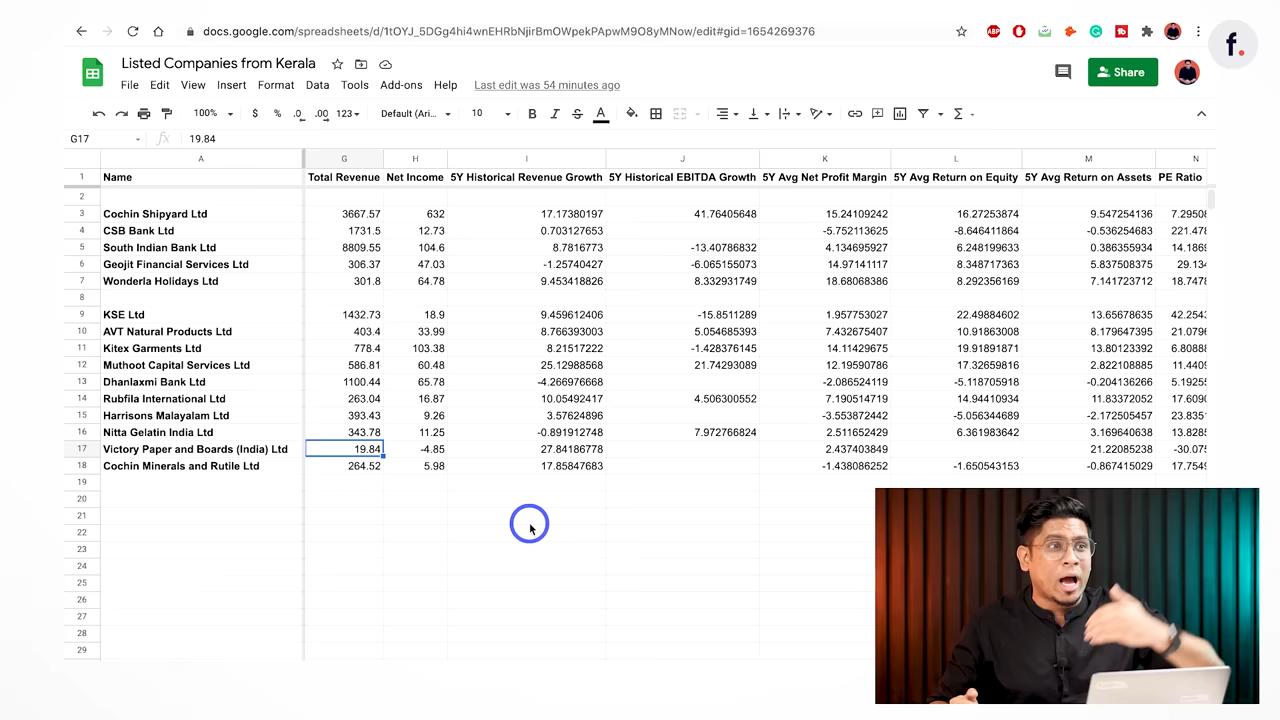 docs.google.com/spreadsheets/d/1tOYJ_5DGg4hi4wnEHRbNjirBmOWpekPApwM9O8yMNow/edit#gid=1654269376
ABP
f.
Listed Companies from Kerala
File Edit View Insert Format Data Tools Add-ons Help Last edit was 54 minutes ago
Share
100% $ % .0 .00 123 Default (Ari... 10 B I S A Σ
G17 fx 19.84
A G H I J K L M N
1 Name Total Revenue Net Income 5Y Historical Revenue Growth 5Y Historical EBITDA Growth 5Y Avg Net Profit Margin 5Y Avg Return on Equity 5Y Avg Return on Assets PE Ratio
2
3 Cochin Shipyard Ltd 3667.57 632 17.17380197 41.76405648 15.24109242 16.27253874 9.547254136 7.29508
4 CSB Bank Ltd 1731.5 12.73 0.703127653 -5.752113625 -8.646411864 -0.536254683 221.478
5 South Indian Bank Ltd 8809.55 104.6 8.7816773 -13.40786832 4.134695927 6.248199633 0.386355934 14.1869
6 Geojit Financial Services Ltd 306.37 47.03 -1.25740427 -6.065155073 14.97141117 8.348717363 5.837508375 29.134
7 Wonderla Holidays Ltd 301.8 64.78 9.453418826 8.332931749 18.68068386 8.292356169 7.141723712 18.7478
8
9 KSE Ltd 1432.73 18.9 9.459612406 -15.8511289 1.957753027 22.49884602 13.65678635 42.2543
10 AVT Natural Products Ltd 403.4 33.99 8.766393003 5.054685393 7.432675407 10.91863008 8.179647395 21.0796
11 Kitex Garments Ltd 778.4 103.38 8.21517222 -1.428376145 14.11429675 19.91891871 13.80123392 6.80888
12 Muthoot Capital Services Ltd 586.81 60.48 25.12988568 21.74293089 12.19590786 17.32659816 2.822108885 11.4409
13 Dhanlaxmi Bank Ltd 1100.44 65.78 -4.266976668 -2.086524119 -5.118705918 -0.204136266 5.19255
14 Rubfila International Ltd 263.04 16.87 10.05492417 4.506300552 7.190514719 14.94410934 11.83372052 17.6090
15 Harrisons Malayalam Ltd 393.43 9.26 3.57624896 -3.553872442 -5.056344689 -2.172505457 23.8351
16 Nitta Gelatin India Ltd 343.78 11.25 -0.891912748 7.972766824 2.511652429 6.361983642 3.169640638 13.8285
17 Victory Paper and Boards (India) Ltd 19.84 -4.85 27.84186778 2.437403849 21.22085238 -30.075
18 Cochin Minerals and Rutile Ltd 264.52 5.98 17.85847683 -1.438086252 -1.650543153 -0.867415029 17.7549
19
20
21
22
23
24
25
26
27
28
29